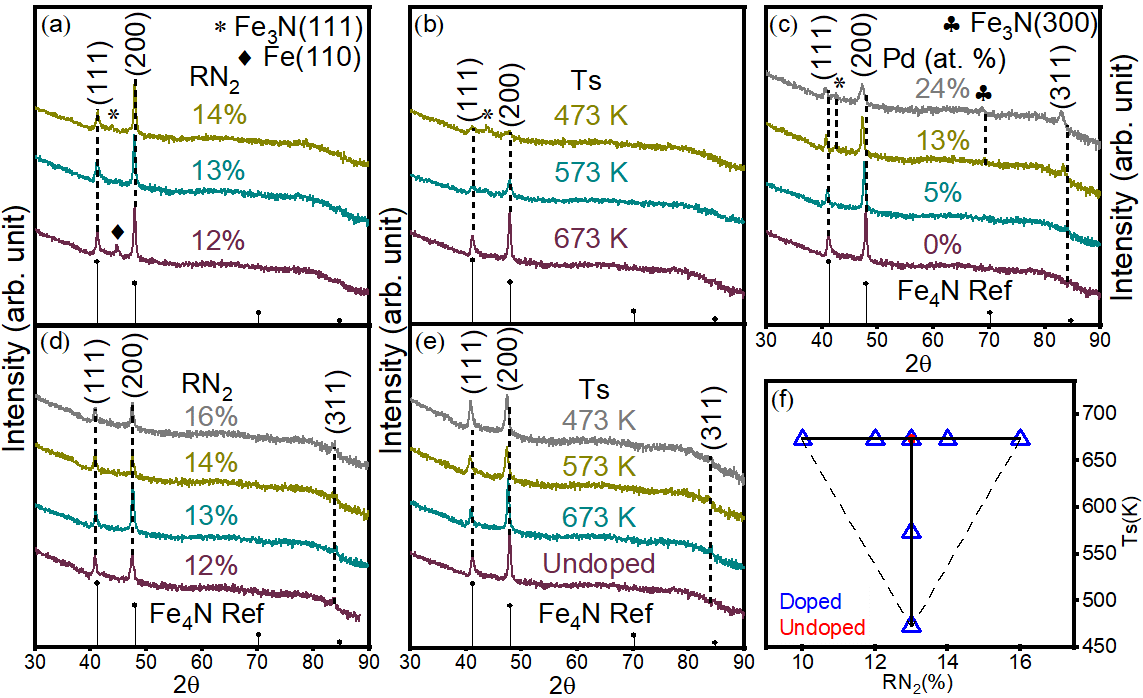 (a)
* Fe3N(111)
♦ Fe(110)
(111)
*
(200)
RN2
14%
13%
♦
12%
(b)
Ts
(111)
*
(200)
473 K
573 K
673 K
(c)
♣ Fe3N(300)
(111)
*
(200)
Pd (at. %)
24%
♣
(311)
13%
5%
0%
Fe4N Ref
30 40 50 60 70 80 90
2θ
Intensity (arb. unit)
Intensity (arb. unit)
Intensity (arb. unit)
(d)
(111)
(200)
RN2
16%
(311)
14%
13%
12%
Fe4N Ref
30 40 50 60 70 80 90
2θ
(e)
(111)
(200)
Ts
473 K
(311)
573 K
673 K
Undoped
Fe4N Ref
30 40 50 60 70 80 90
2θ
(f)
700
650
600
550
500
450
Ts(K)
Doped
Undoped
10 12 14 16
RN2(%)